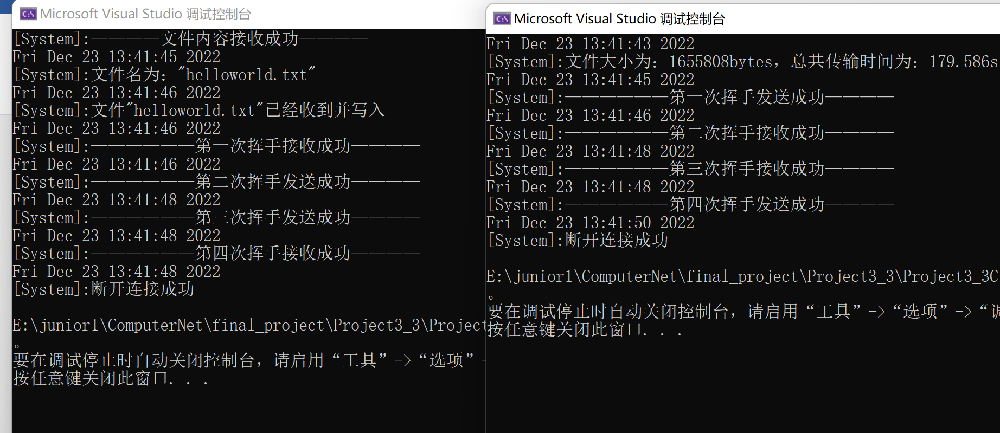 Microsoft Visual Studio 调试控制台
[System]:————文件内容接收成功————
Fri Dec 23 13:41:45 2022
[System]:文件名为："helloworld.txt"
Fri Dec 23 13:41:46 2022
[System]:文件"helloworld.txt"已经收到并写入
Fri Dec 23 13:41:46 2022
[System]:——————第一次挥手接收成功————
Fri Dec 23 13:41:46 2022
[System]:——————第二次挥手发送成功————
Fri Dec 23 13:41:48 2022
[System]:——————第三次挥手发送成功————
Fri Dec 23 13:41:48 2022
[System]:——————第四次挥手接收成功————
Fri Dec 23 13:41:48 2022
[System]:断开连接成功
E:\junior1\ComputerNet\final_project\Project3_3\Project
。
要在调试停止时自动关闭控制台，请启用“工具”->“选项”-
按任意键关闭此窗口. . .
Microsoft Visual Studio 调试控制台
Fri Dec 23 13:41:43 2022
[System]:文件大小为：1655808bytes，总共传输时间为：179.586s
Fri Dec 23 13:41:45 2022
[System]:——————第一次挥手发送成功————
Fri Dec 23 13:41:46 2022
[System]:——————第二次挥手接收成功————
Fri Dec 23 13:41:48 2022
[System]:——————第三次挥手接收成功————
Fri Dec 23 13:41:48 2022
[System]:——————第四次挥手发送成功————
Fri Dec 23 13:41:50 2022
[System]:断开连接成功
E:\junior1\ComputerNet\final_project\Project3_3\Project3_3C
。
要在调试停止时自动关闭控制台，请启用“工具”->“选项”->“调
按任意键关闭此窗口. . .